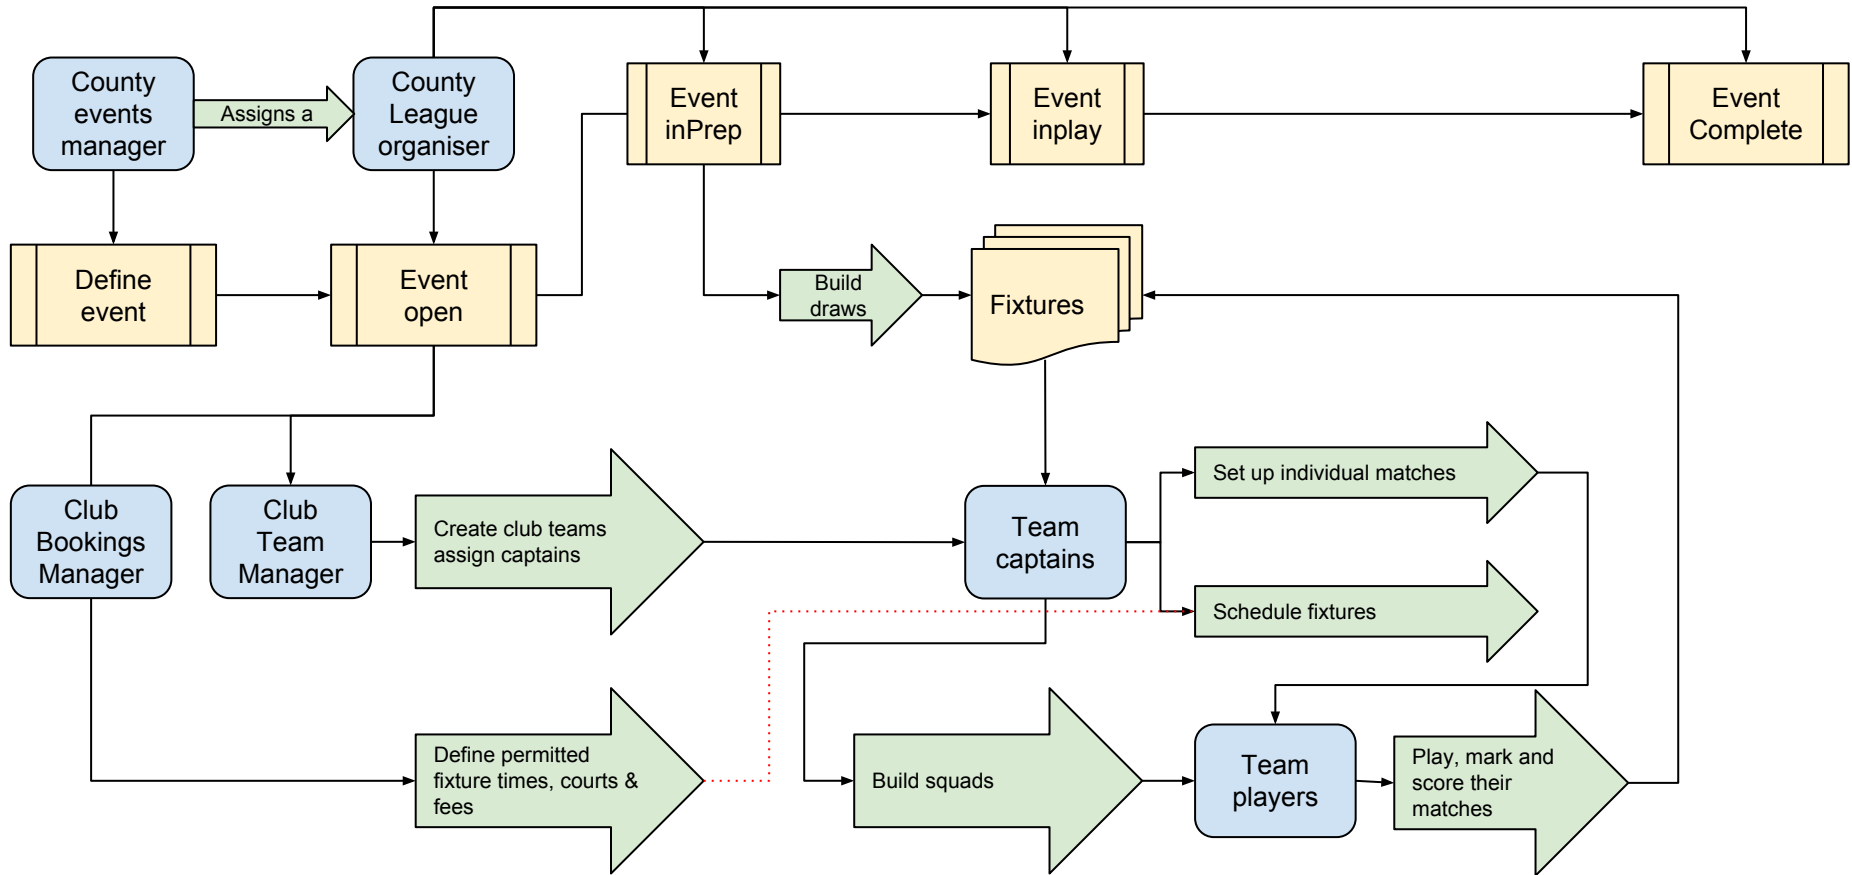 County
events
manager
Assigns a
County
League
organiser
Event
inPrep
Event
inplay
Event
Complete
Define
event
Event
open
Build
draws
Fixtures
Club
Bookings
Manager
Club
Team
Manager
Create club teams
assign captains
Team
captains
Set up individual matches
Schedule fixtures
Define permitted
fixture times, courts &
fees
Build squads
Team
players
Play, mark and
score their
matches